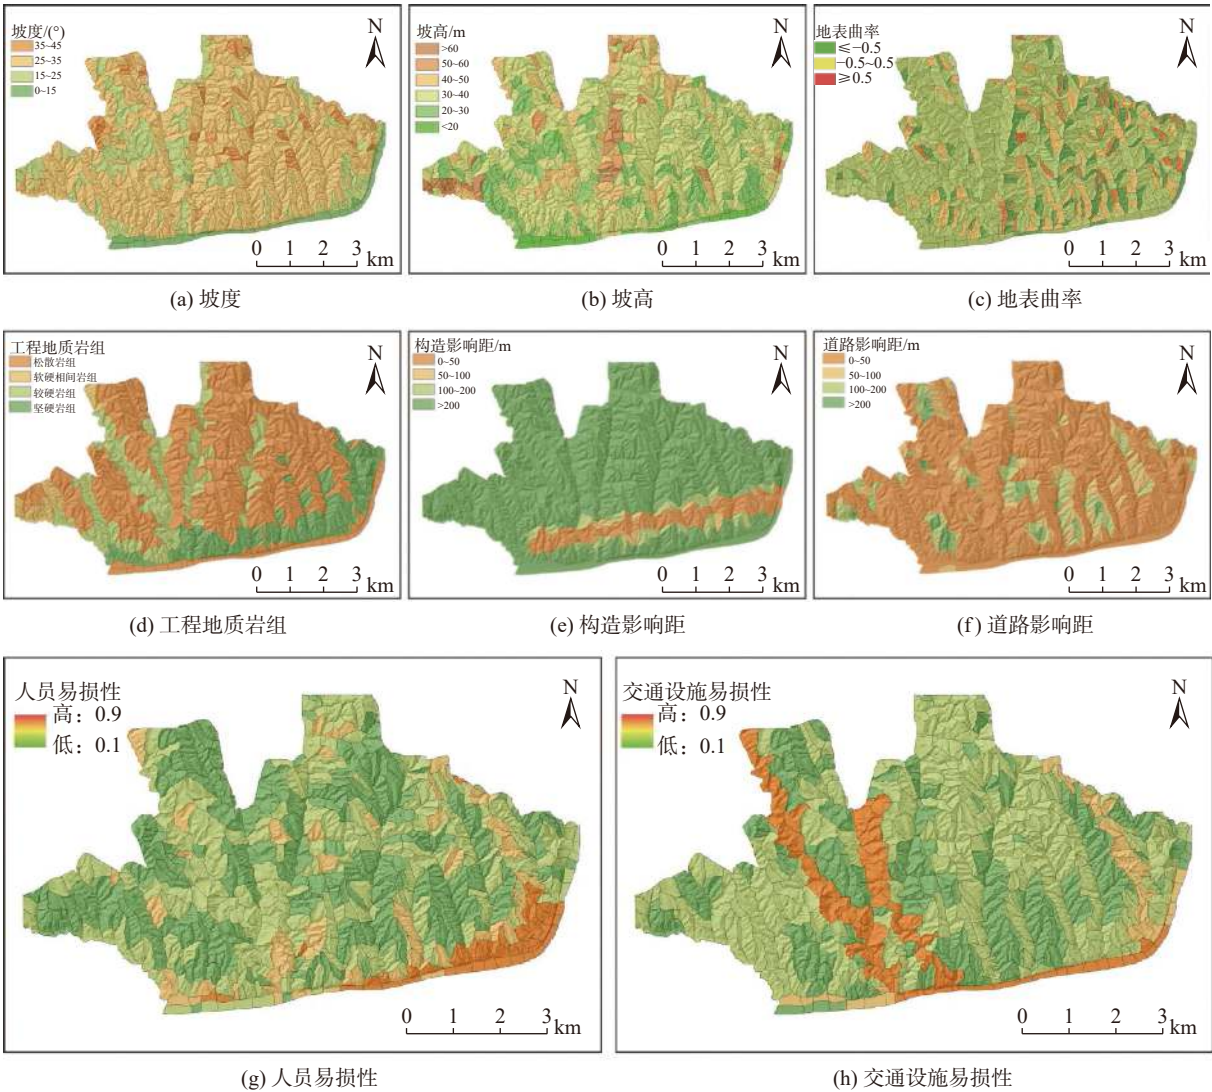 坡度/(°)
35~45
25~35
15~25
0~15
N
0 1 2 3
km
(a) 坡度
坡高/m
>60
50~60
40~50
30~40
20~30
<20
N
0 1 2 3
km
(b) 坡高
地表曲率
≤−0.5
−0.5~0.5
≥0.5
N
0 1 2 3
km
(c) 地表曲率
工程地质岩组
松散岩组
软硬相间岩组
较硬岩组
坚硬岩组
N
0 1 2 3
km
(d) 工程地质岩组
构造影响距/m
0~50
50~100
100~200
>200
N
0 1 2 3
km
(e) 构造影响距
道路影响距/m
0~50
50~100
100~200
>200
N
0 1 2 3
km
(f) 道路影响距
人员易损性
高：0.9
低：0.1
N
0 1 2 3
km
(g) 人员易损性
交通设施易损性
高：0.9
低：0.1
N
0 1 2 3
km
(h) 交通设施易损性